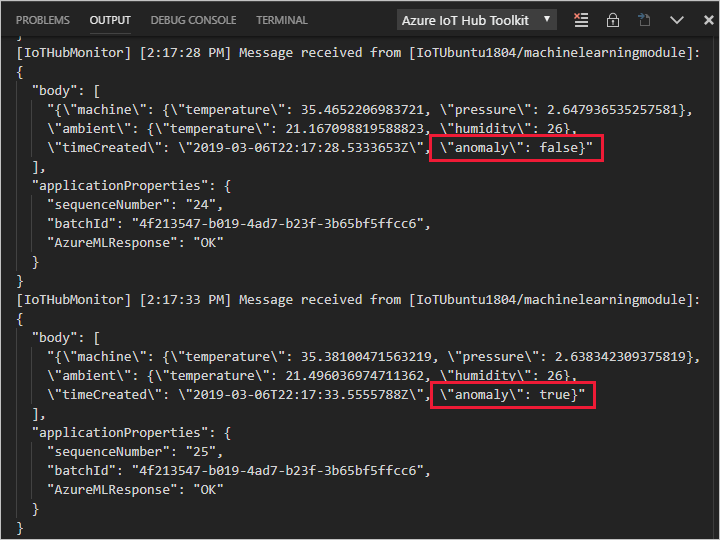 PROBLEMS OUTPUT DEBUG CONSOLE TERMINAL Azure IoT Hub Toolkit
}
[IoTHubMonitor] [2:17:28 PM] Message received from [IoTUbuntu1804/machinelearningmodule]:
{
"body": [
"{\"machine\": {\"temperature\": 35.4652206983721, \"pressure\": 2.647936535257581},
\"ambient\": {\"temperature\": 21.167098819588823, \"humidity\": 26},
\"timeCreated\": \"2019-03-06T22:17:28.5333653Z\", \"anomaly\": false}"
],
"applicationProperties": {
"sequenceNumber": "24",
"batchId": "4f213547-b019-4ad7-b23f-3b65bf5ffcc6",
"AzureMLResponse": "OK"
}
}
[IoTHubMonitor] [2:17:33 PM] Message received from [IoTUbuntu1804/machinelearningmodule]:
{
"body": [
"{\"machine\": {\"temperature\": 35.38100471563219, \"pressure\": 2.638342309375819},
\"ambient\": {\"temperature\": 21.496036974711362, \"humidity\": 26},
\"timeCreated\": \"2019-03-06T22:17:33.5555788Z\", \"anomaly\": true}"
],
"applicationProperties": {
"sequenceNumber": "25",
"batchId": "4f213547-b019-4ad7-b23f-3b65bf5ffcc6",
"AzureMLResponse": "OK"
}
}